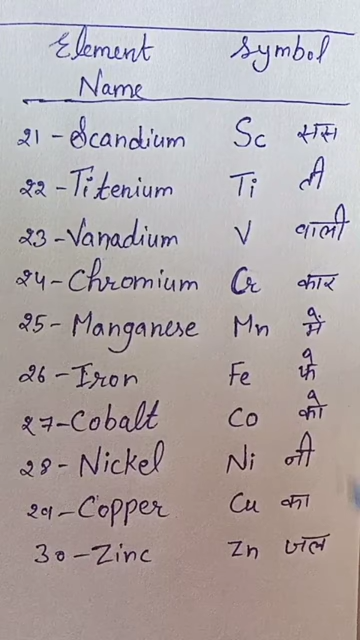 Element Symbol
Name
21-Scandium Sc सस
22-Titenium Ti ती
23-Vanadium V वाली
24-Chromium Cr कार
25-Manganese Mn में
26-Iron Fe फे
27-Cobalt Co को
28-Nickel Ni नी
29-Copper Cu का
30-Zinc Zn जल